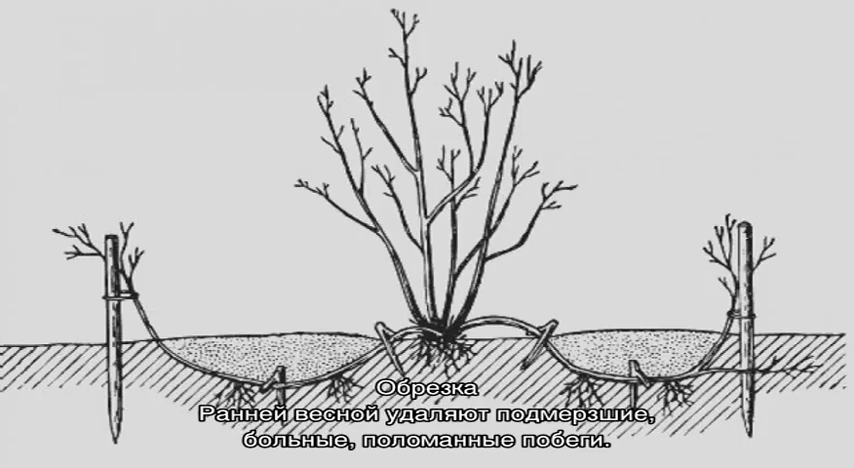 Обрезка
Ранней весной удаляют подмерзшие,
больные, поломанные побеги.